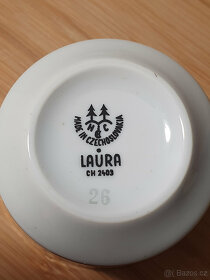 H C
MADE IN CZECHOSLOVAKIA
LAURA
CH 2403
26
bazos.cz